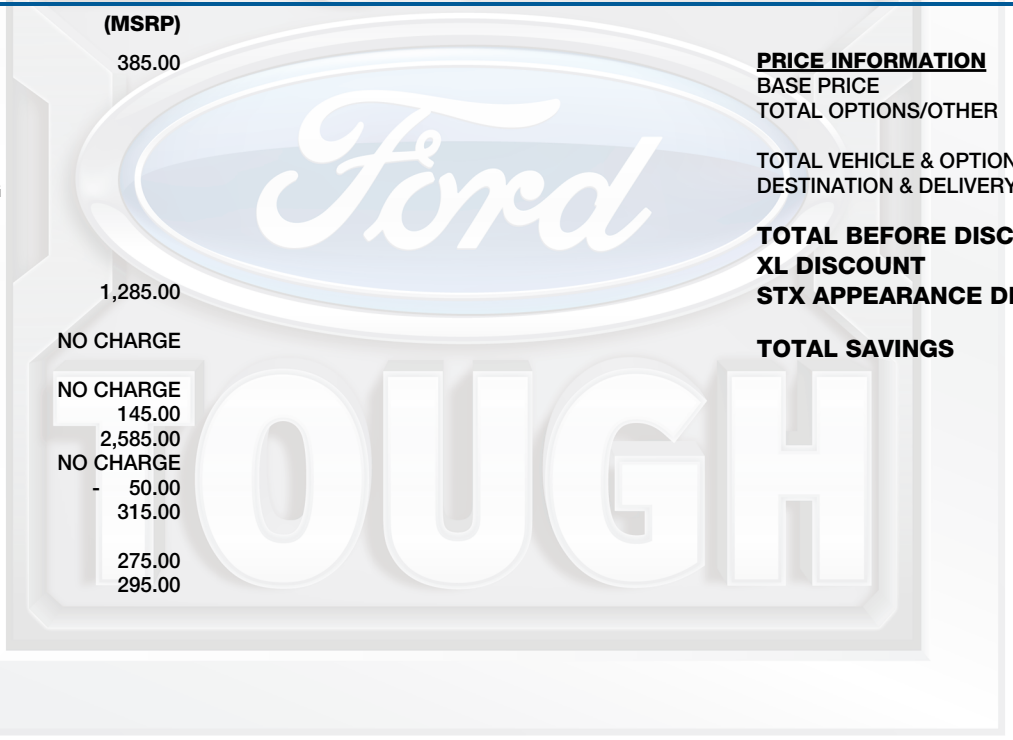 (MSRP)
385.00
1,285.00
NO CHARGE
NO CHARGE
145.00
2,585.00
NO CHARGE
- 50.00
315.00
275.00
295.00
Ford
TOUGH
PRICE INFORMATION
BASE PRICE
TOTAL OPTIONS/OTHER
TOTAL VEHICLE & OPTION
DESTINATION & DELIVERY
TOTAL BEFORE DISC
XL DISCOUNT
STX APPEARANCE DI
TOTAL SAVINGS